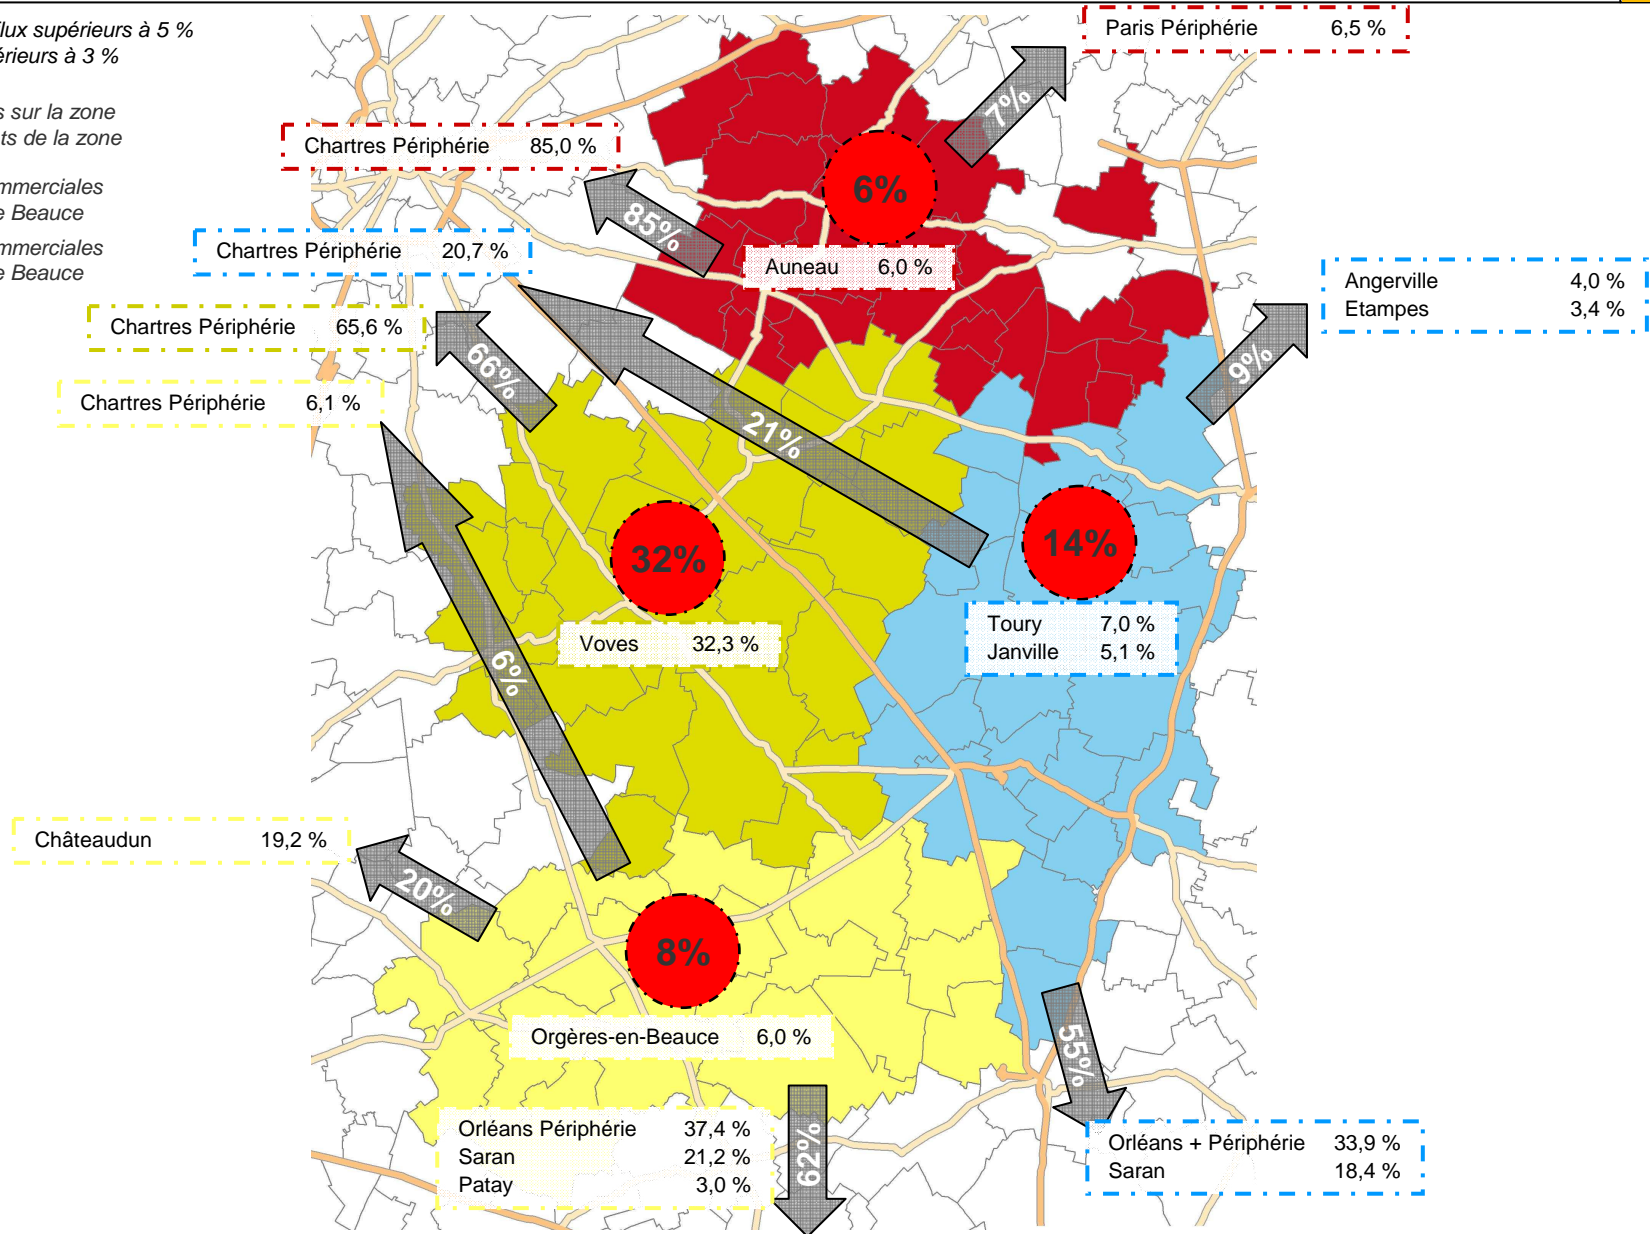 flux supérieurs à 5 %
érieurs à 3 %
s sur la zone
ts de la zone
mmerciales
e Beauce
mmerciales
e Beauce
Paris Périphérie 6,5 %
7%
Chartres Périphérie 85,0 %
6%
85%
Auneau 6,0 %
Chartres Périphérie 20,7 %
Angerville 4,0 %
Etampes 3,4 %
9%
Chartres Périphérie 65,6 %
66%
Chartres Périphérie 6,1 %
21%
32%
14%
Voves 32,3 %
Toury 7,0 %
Janville 5,1 %
6%
Châteaudun 19,2 %
20%
8%
Orgères-en-Beauce 6,0 %
55%
Orléans Périphérie 37,4 %
Saran 21,2 %
Patay 3,0 %
62%
Orléans + Périphérie 33,9 %
Saran 18,4 %